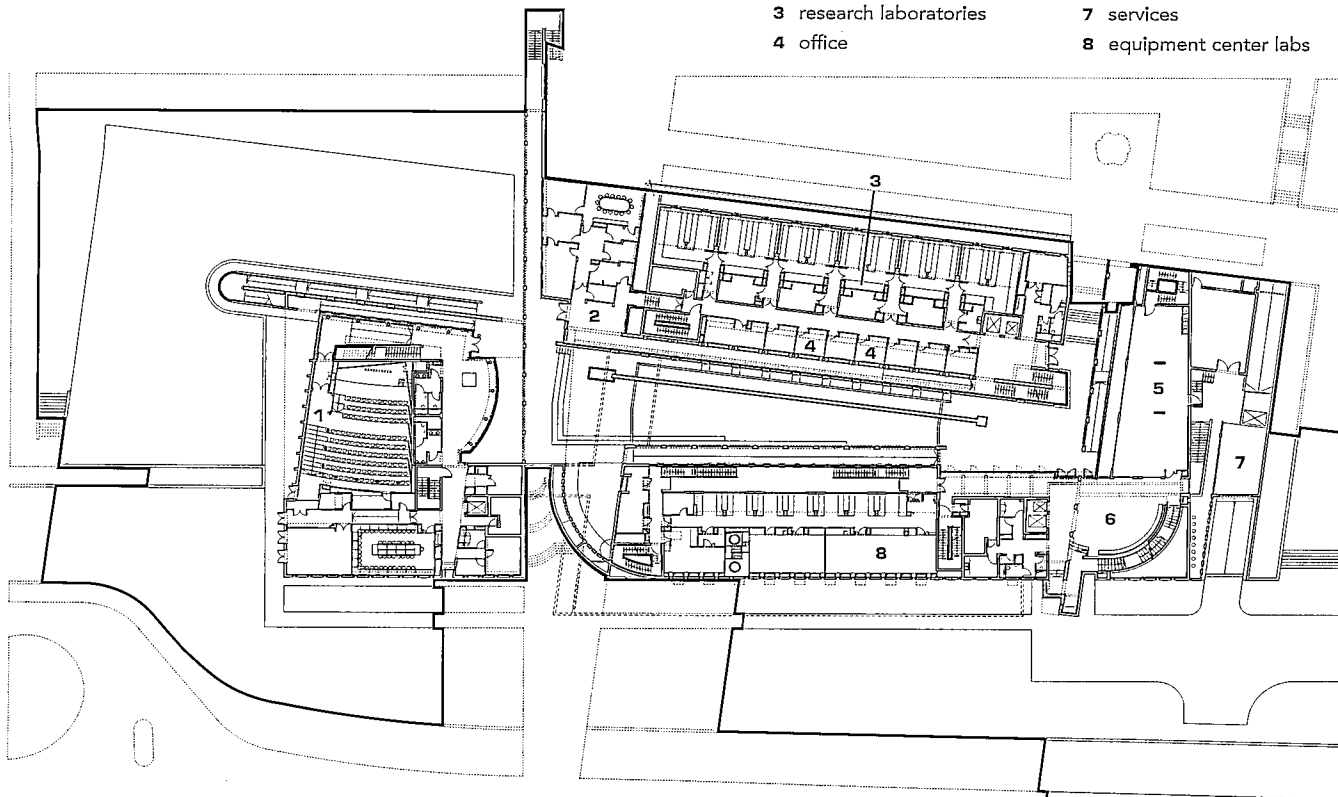 3 research laboratories
7 services
4 office
8 equipment center labs
3
2
4
4
5
1
7
6
8